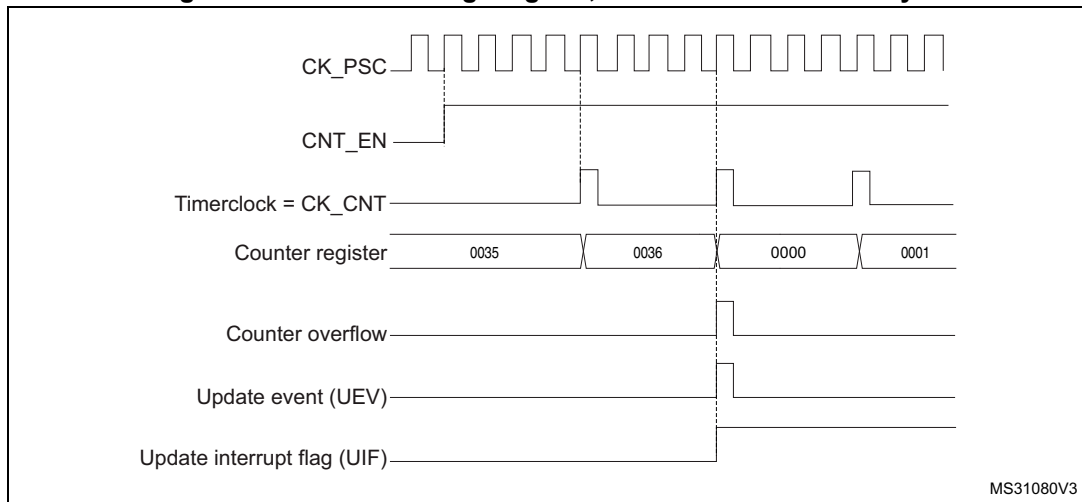 CK_PSC
CNT_EN
Timerclock = CK_CNT
Counter register 0035 0036 0000 0001
Counter overflow
Update event (UEV)
Update interrupt flag (UIF)
MS31080V3